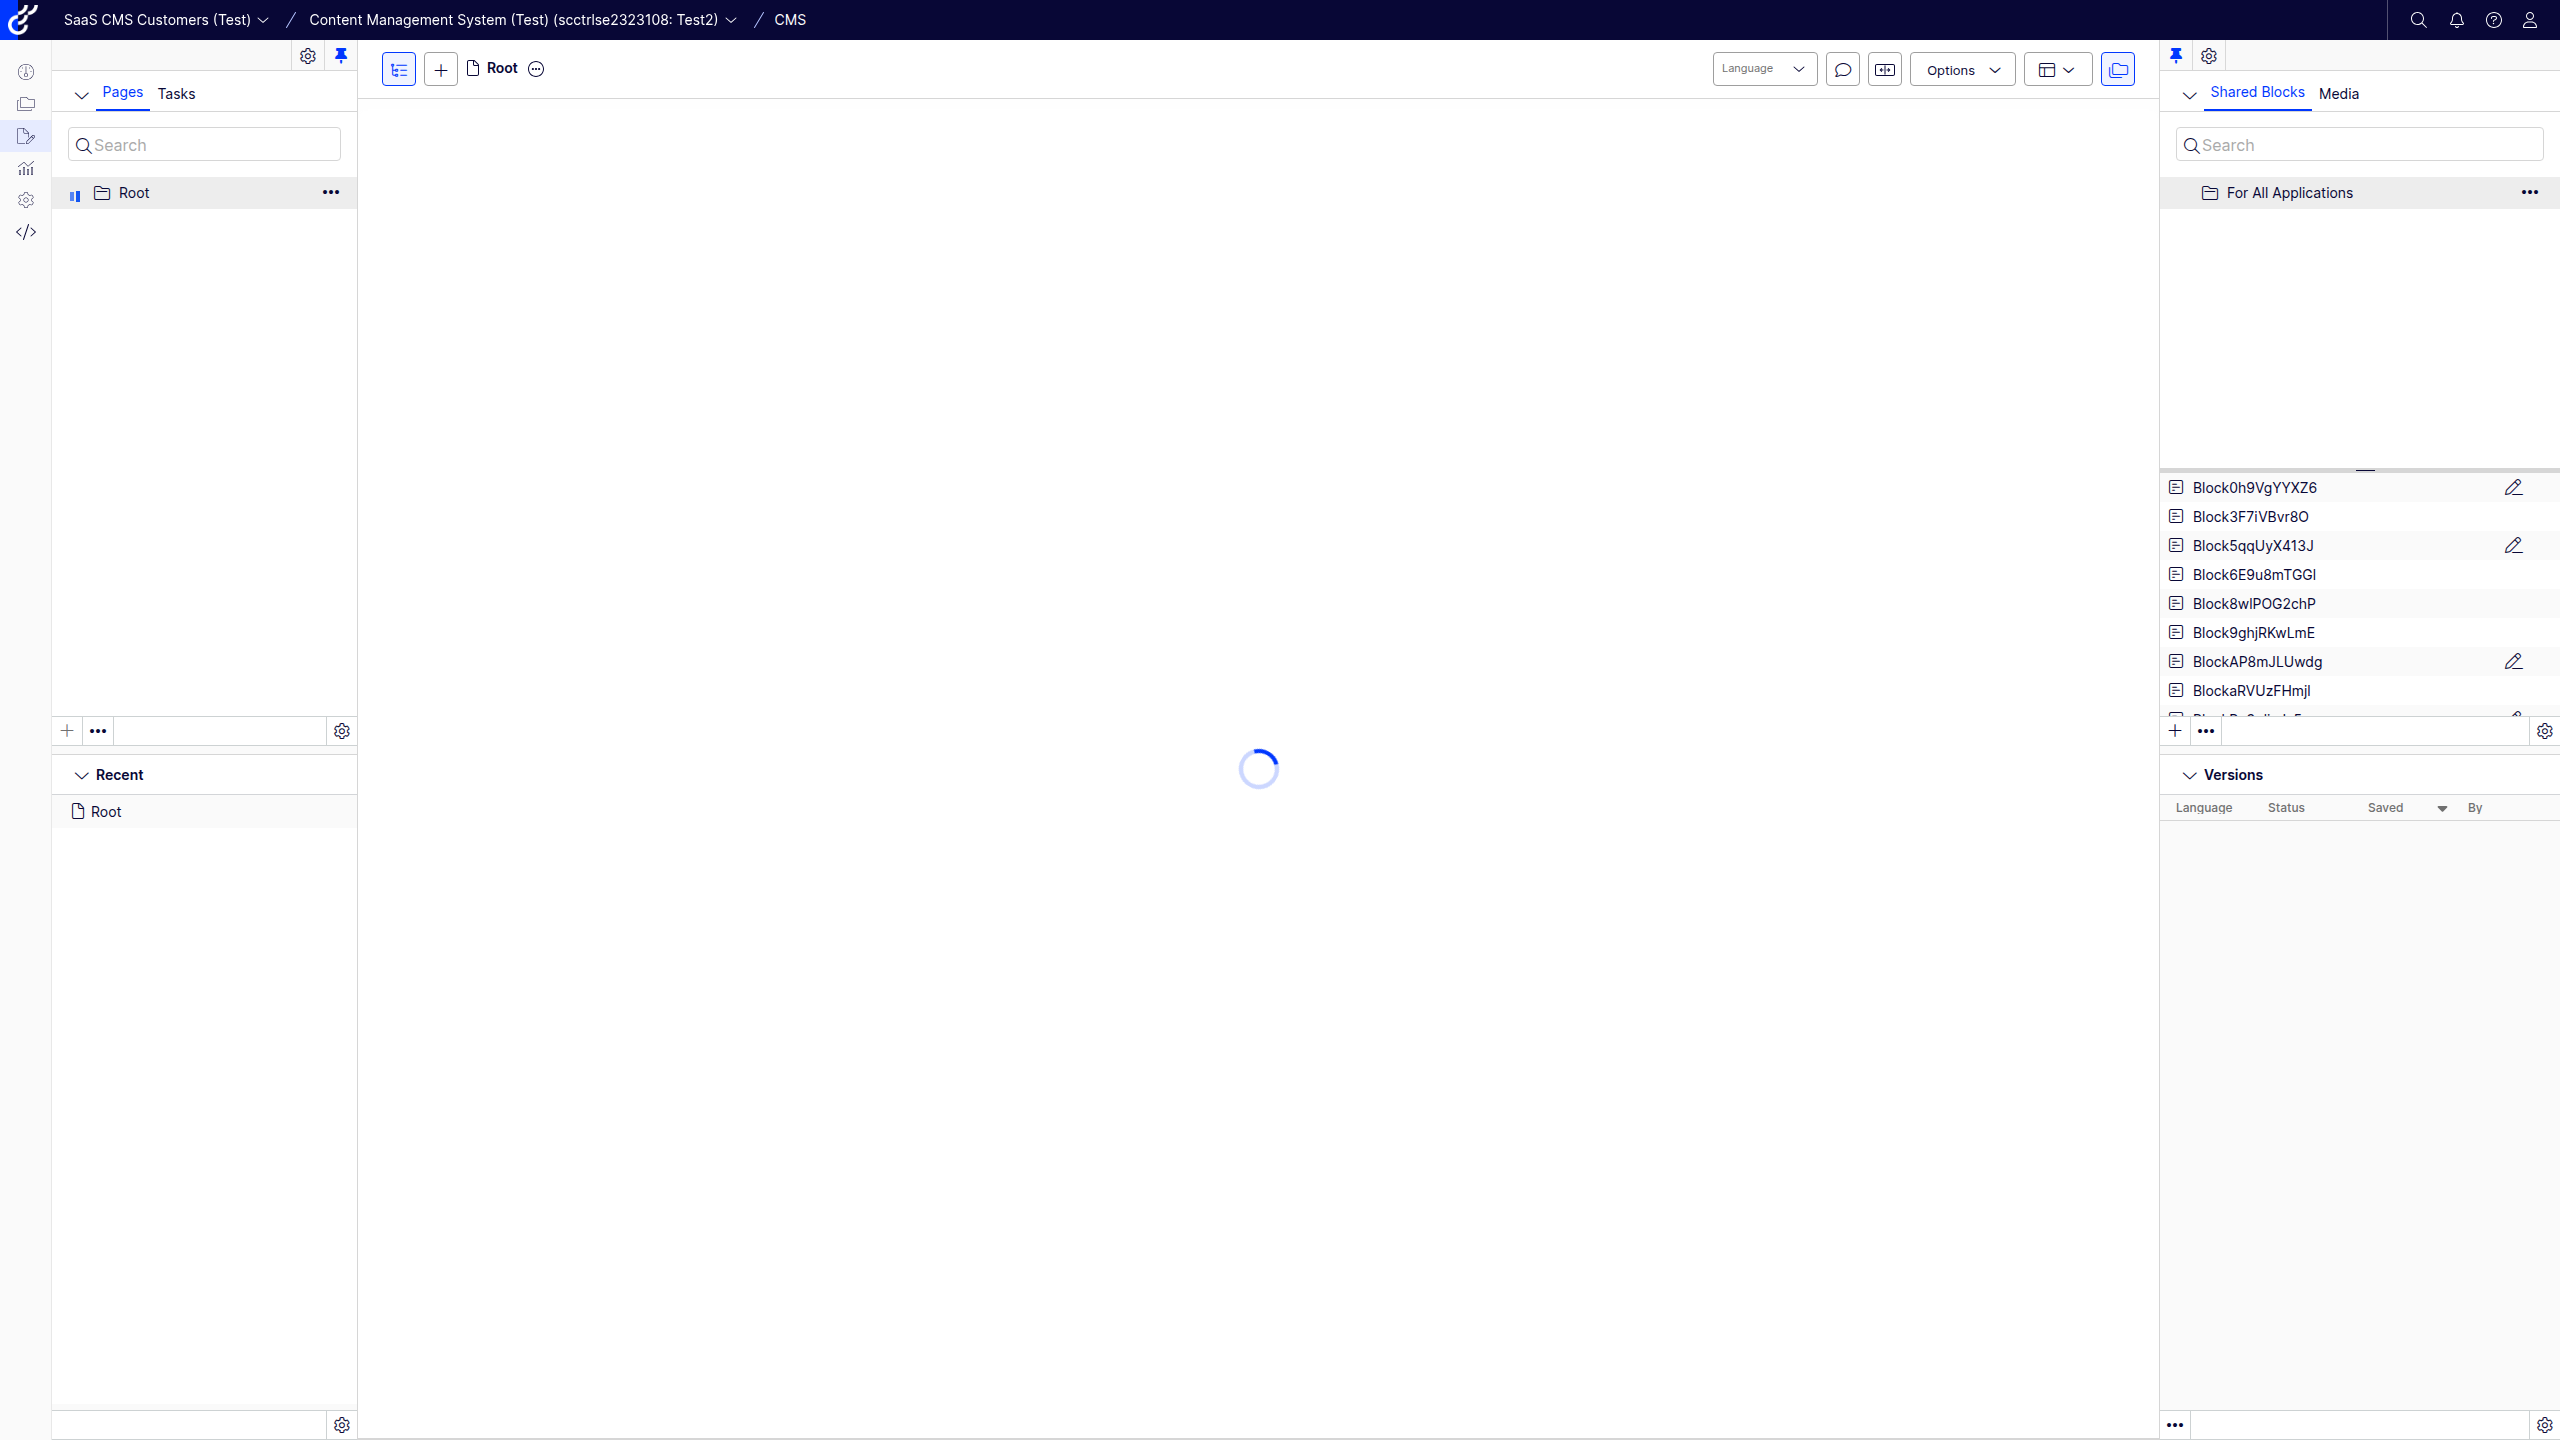 SaaS CMS Customers (Test) / Content Management System (Test) (scctrlse2323108: Test2) / CMS
Pages Tasks
Search
Root
Recent
Root
Root
Language
Options
Shared Blocks Media
Search
For All Applications
Block0h9VgYYXZ6
Block3F7iVBvr8O
Block5qqUyX413J
Block6E9u8mTGGl
Block8wlPOG2chP
Block9ghjRKwLmE
BlockAP8mJLUwdg
BlockaRVUzFHmjl
Versions
Language Status Saved By